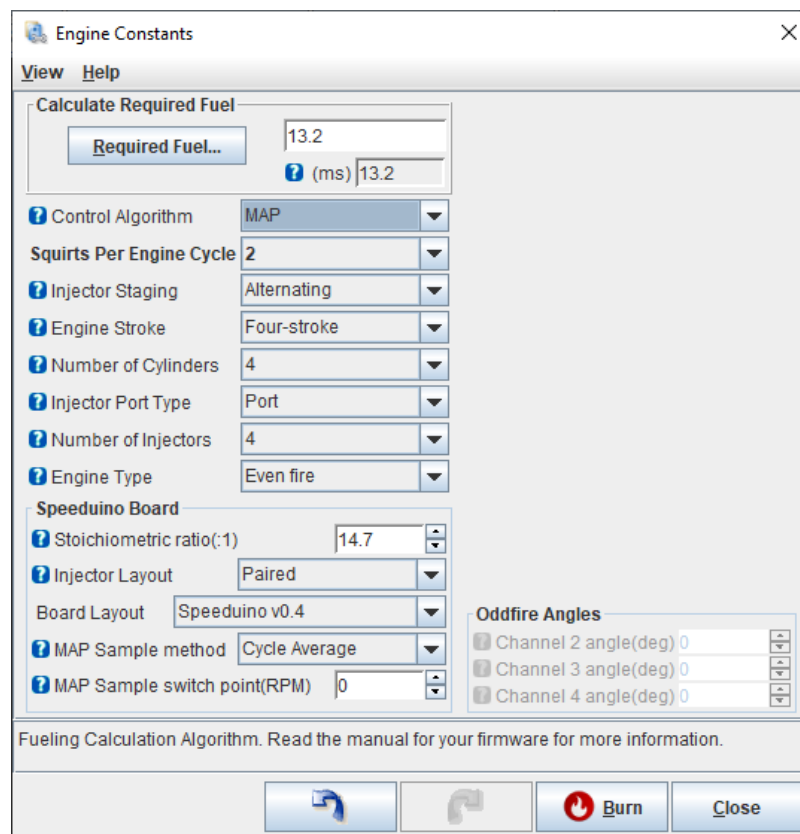 Engine Constants
View Help
Calculate Required Fuel
Required Fuel... 13.2
? (ms) 13.2
? Control Algorithm MAP
Squirts Per Engine Cycle 2
? Injector Staging Alternating
? Engine Stroke Four-stroke
? Number of Cylinders 4
? Injector Port Type Port
? Number of Injectors 4
? Engine Type Even fire
Speeduino Board
? Stoichiometric ratio(:1) 14.7
? Injector Layout Paired
Board Layout Speeduino v0.4
? MAP Sample method Cycle Average
? MAP Sample switch point(RPM) 0
Oddfire Angles
? Channel 2 angle(deg) 0
? Channel 3 angle(deg) 0
? Channel 4 angle(deg) 0
Fueling Calculation Algorithm. Read the manual for your firmware for more information.
Burn Close